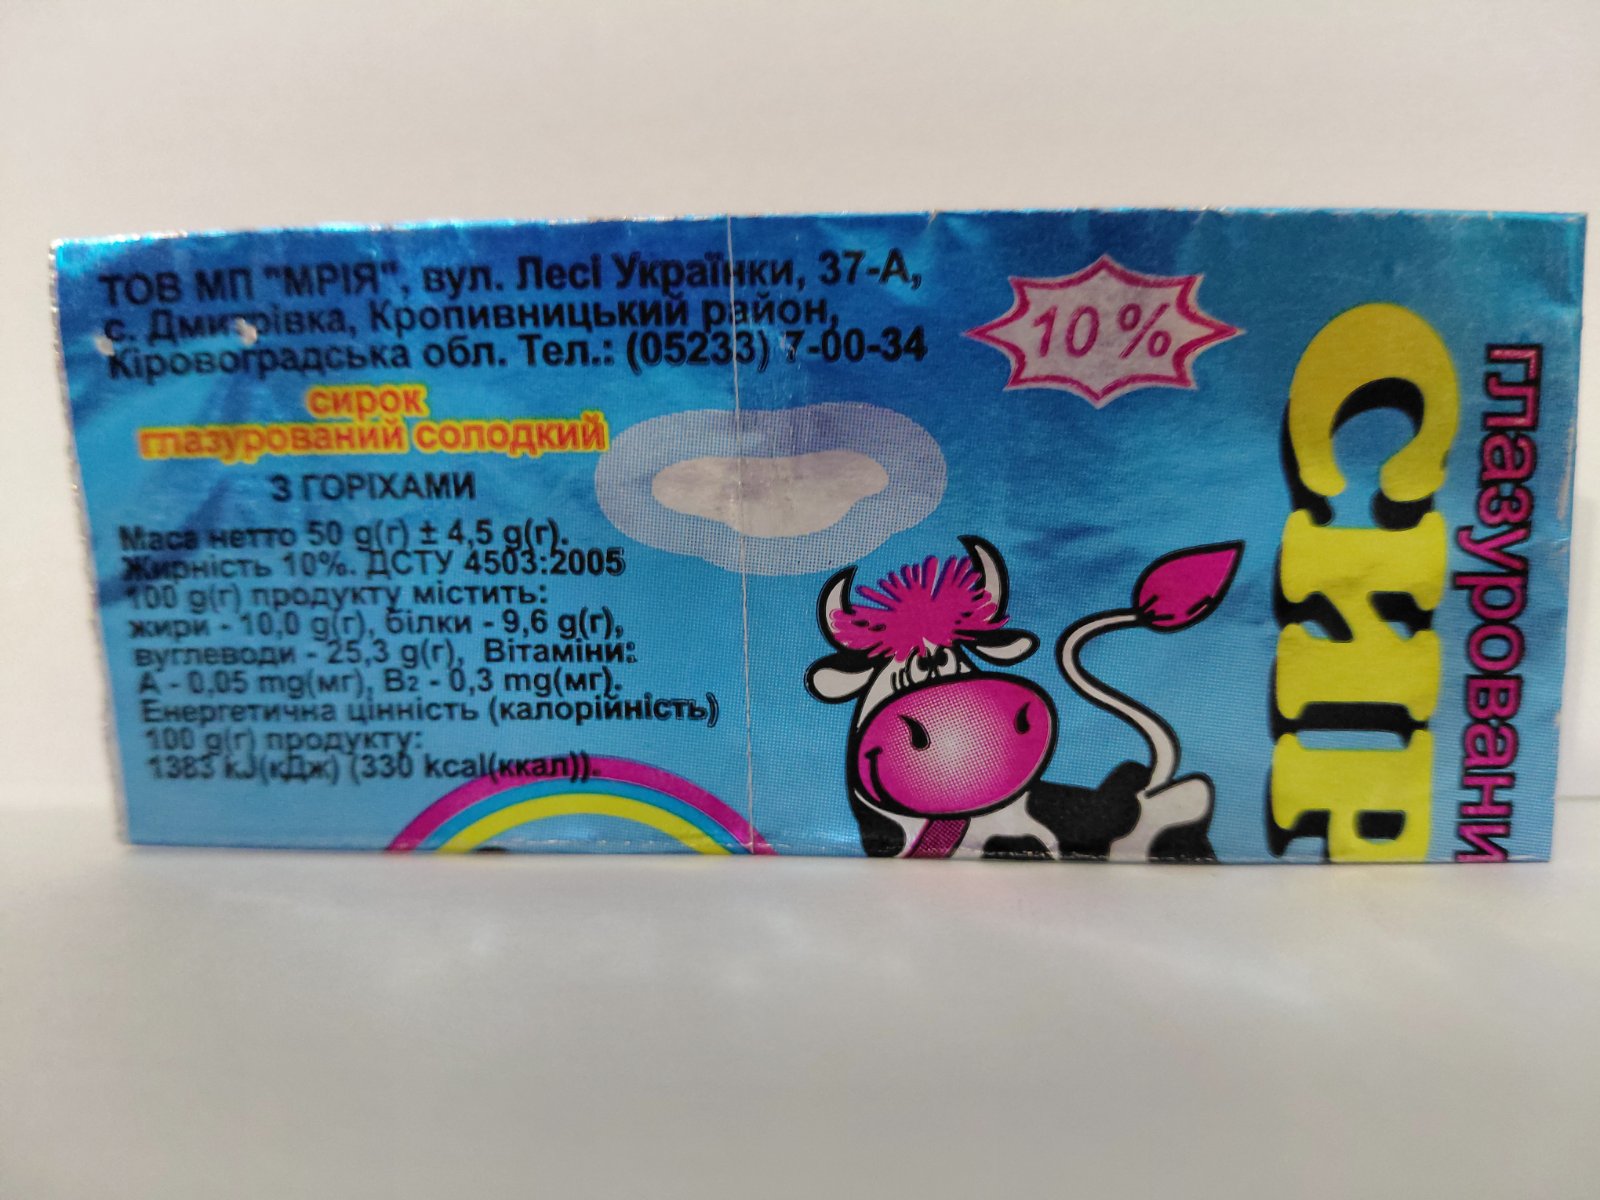 ТОВ МП "МРІЯ", вул. Лесі Українки, 37-А,
с. Дмитрівка, Кропивницький район,
Кіровоградська обл. Тел.: (05233) 7-00-34
сирок
глазурований солодкий
З ГОРІХАМИ
Маса нетто 50 g(г) ± 4,5 g(г).
Жирність 10%. ДСТУ 4503:2005
100 g(г) продукту містить:
жири - 10,0 g(г), білки - 9,6 g(г),
вуглеводи - 25,3 g(г), Вітаміни:
А - 0,05 mg(мг), В2 - 0,3 mg(мг).
Енергетична цінність (калорійність)
100 g(г) продукту:
1383 kJ(кДж) (330 kcal(ккал)).
10%
СИР
глазуровани